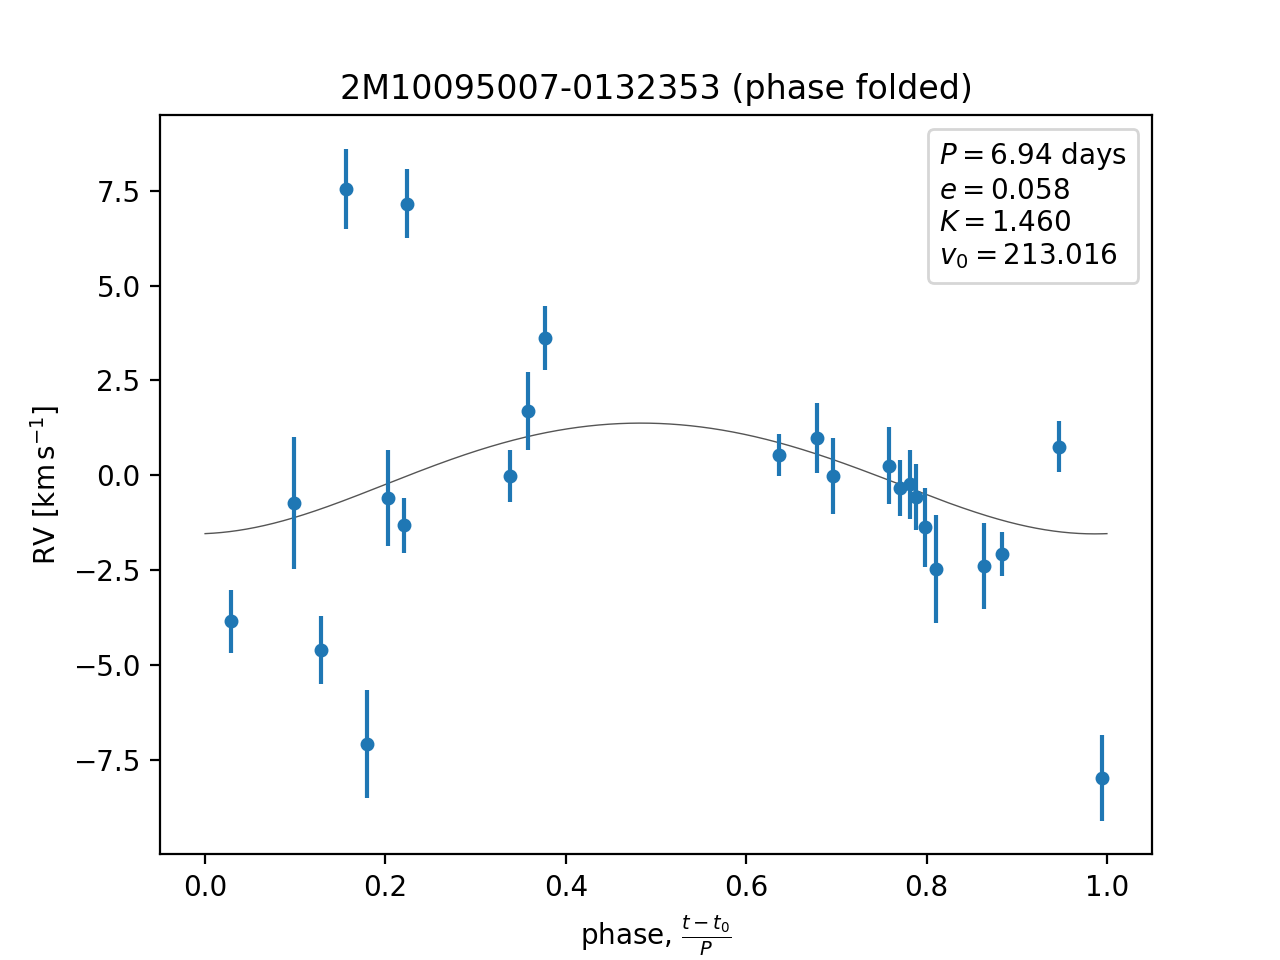 2M10095007-0132353 (phase folded)
P = 6.94 days
e = 0.058
K = 1.460
v₀ = 213.016
RV [km s⁻¹]
7.5
5.0
2.5
0.0
−2.5
−5.0
−7.5
0.0 0.2 0.4 0.6 0.8 1.0
phase, (t − t₀)/P